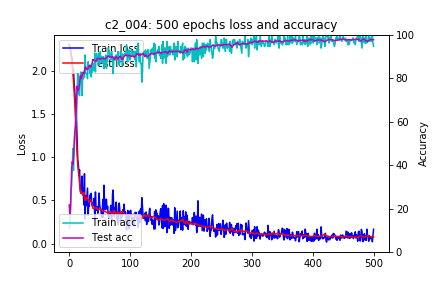 c2_004: 500 epochs loss and accuracy
Train loss
Test loss
Train acc
Test acc
Loss
0.0
0.5
1.0
1.5
2.0
Accuracy
0
20
40
60
80
100
0
100
200
300
400
500